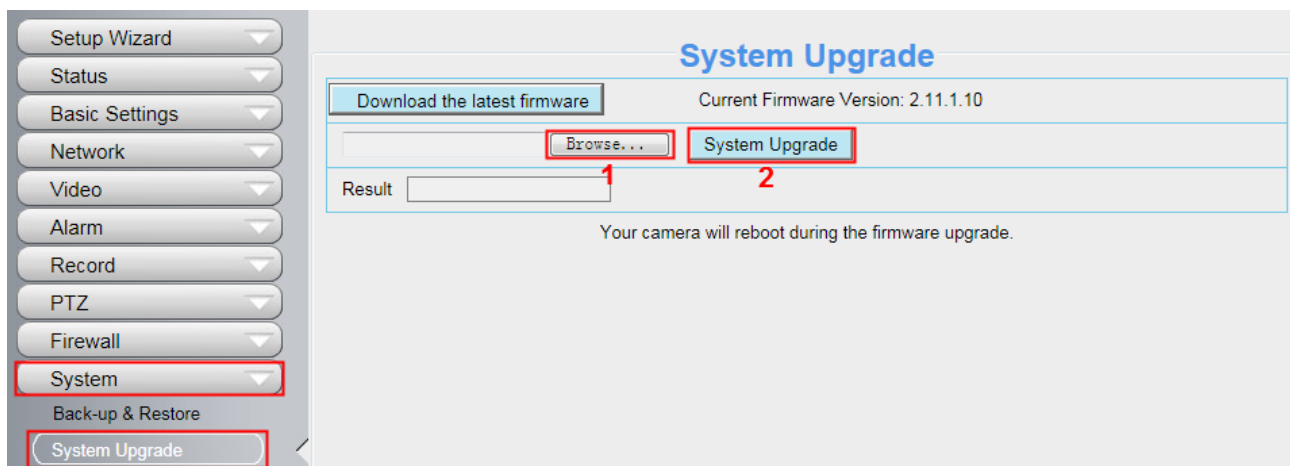 Setup Wizard
Status
Basic Settings
Network
Video
Alarm
Record
PTZ
Firewall
System
Back-up & Restore
System Upgrade
System Upgrade
Download the latest firmware Current Firmware Version: 2.11.1.10
Browse... System Upgrade
1 2
Result
Your camera will reboot during the firmware upgrade.